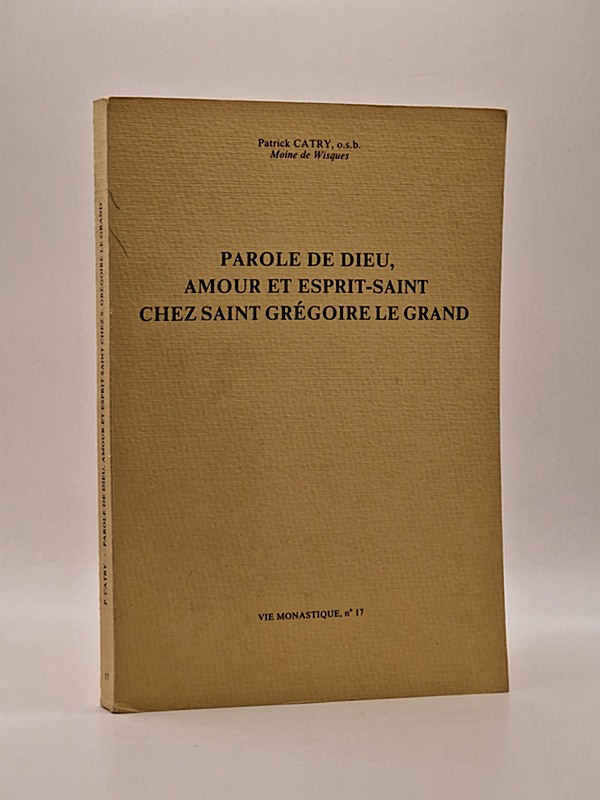 Patrick CATRY, o.s.b.
Moine de Wisques
PAROLE DE DIEU,
AMOUR ET ESPRIT-SAINT
CHEZ SAINT GRÉGOIRE LE GRAND
VIE MONASTIQUE, n° 17
P. CATRY - PAROLE DE DIEU, AMOUR ET ESPRIT SAINT CHEZ S. GRÉGOIRE LE GRAND
17